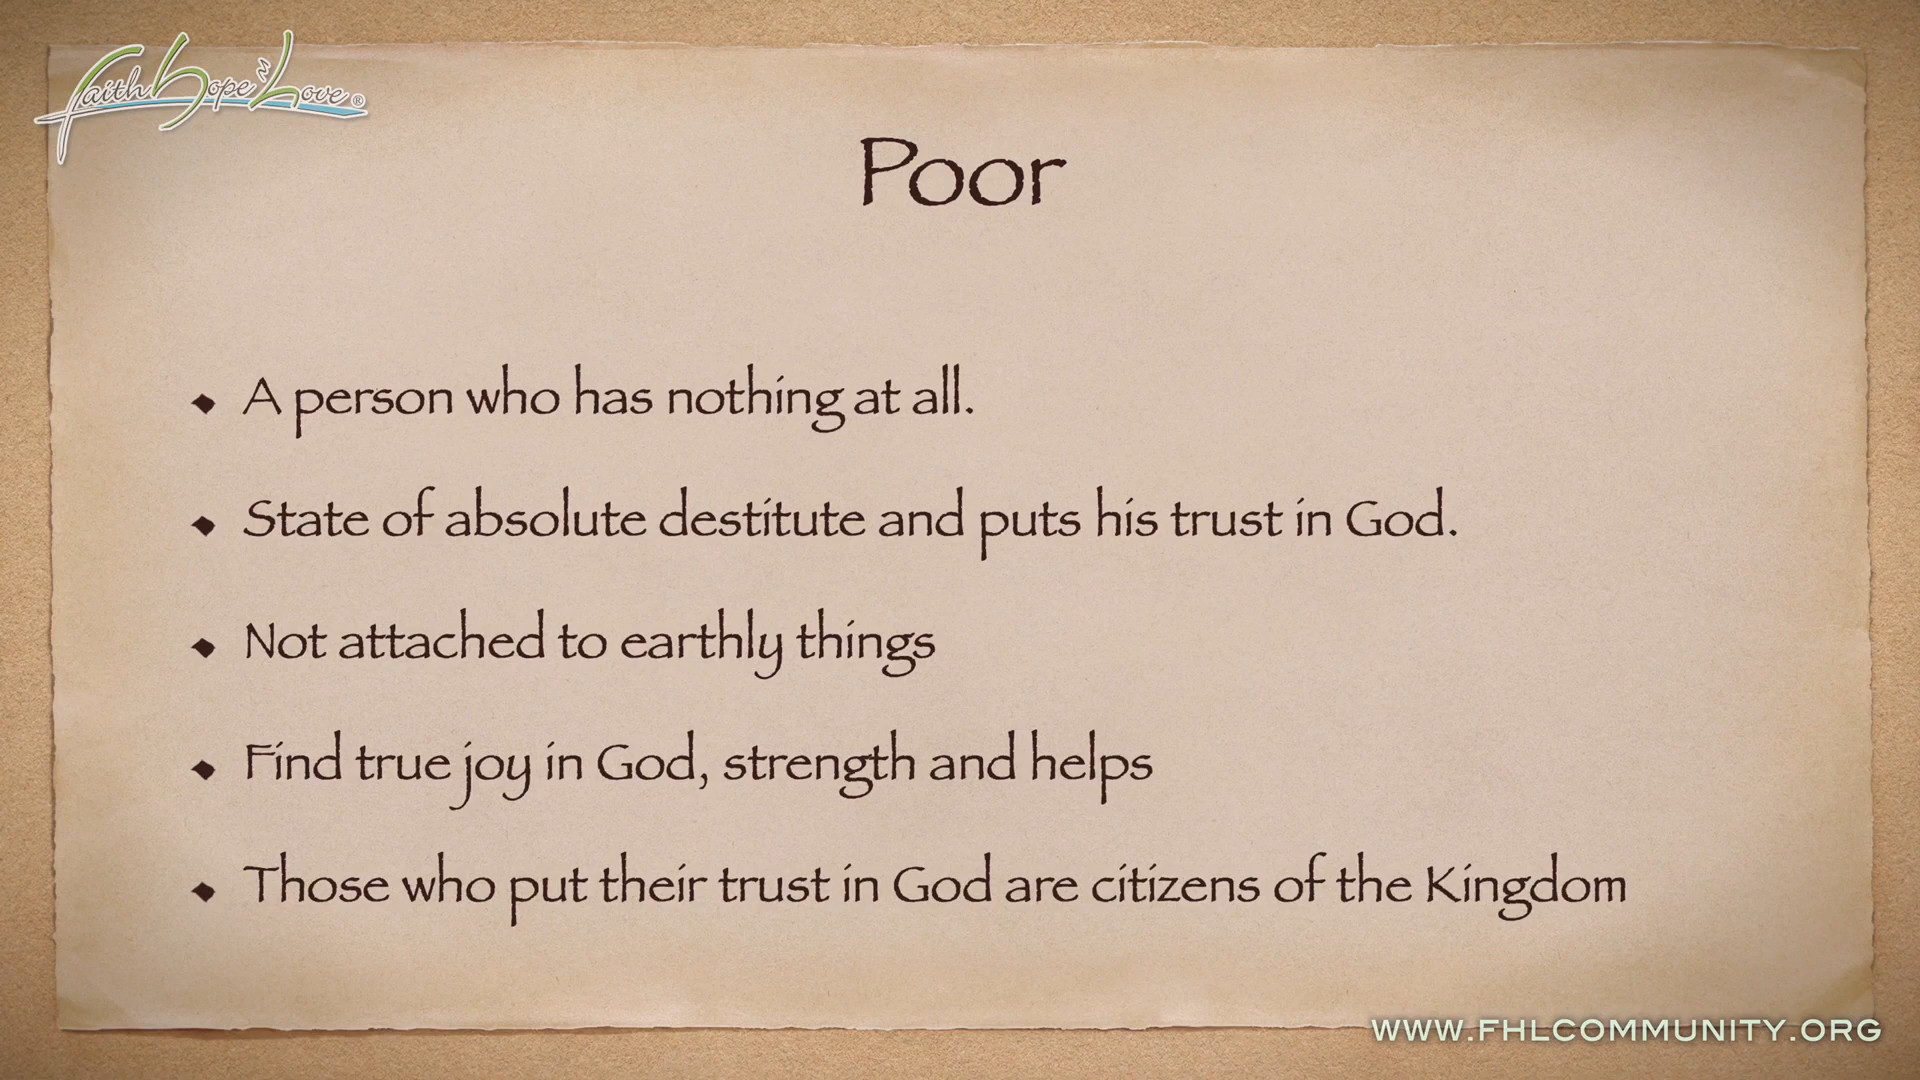 Faith Hope & Love ®
Poor
A person who has nothing at all.
State of absolute destitute and puts his trust in God.
Not attached to earthly things
Find true joy in God, strength and helps
Those who put their trust in God are citizens of the Kingdom
WWW.FHLCOMMUNITY.ORG